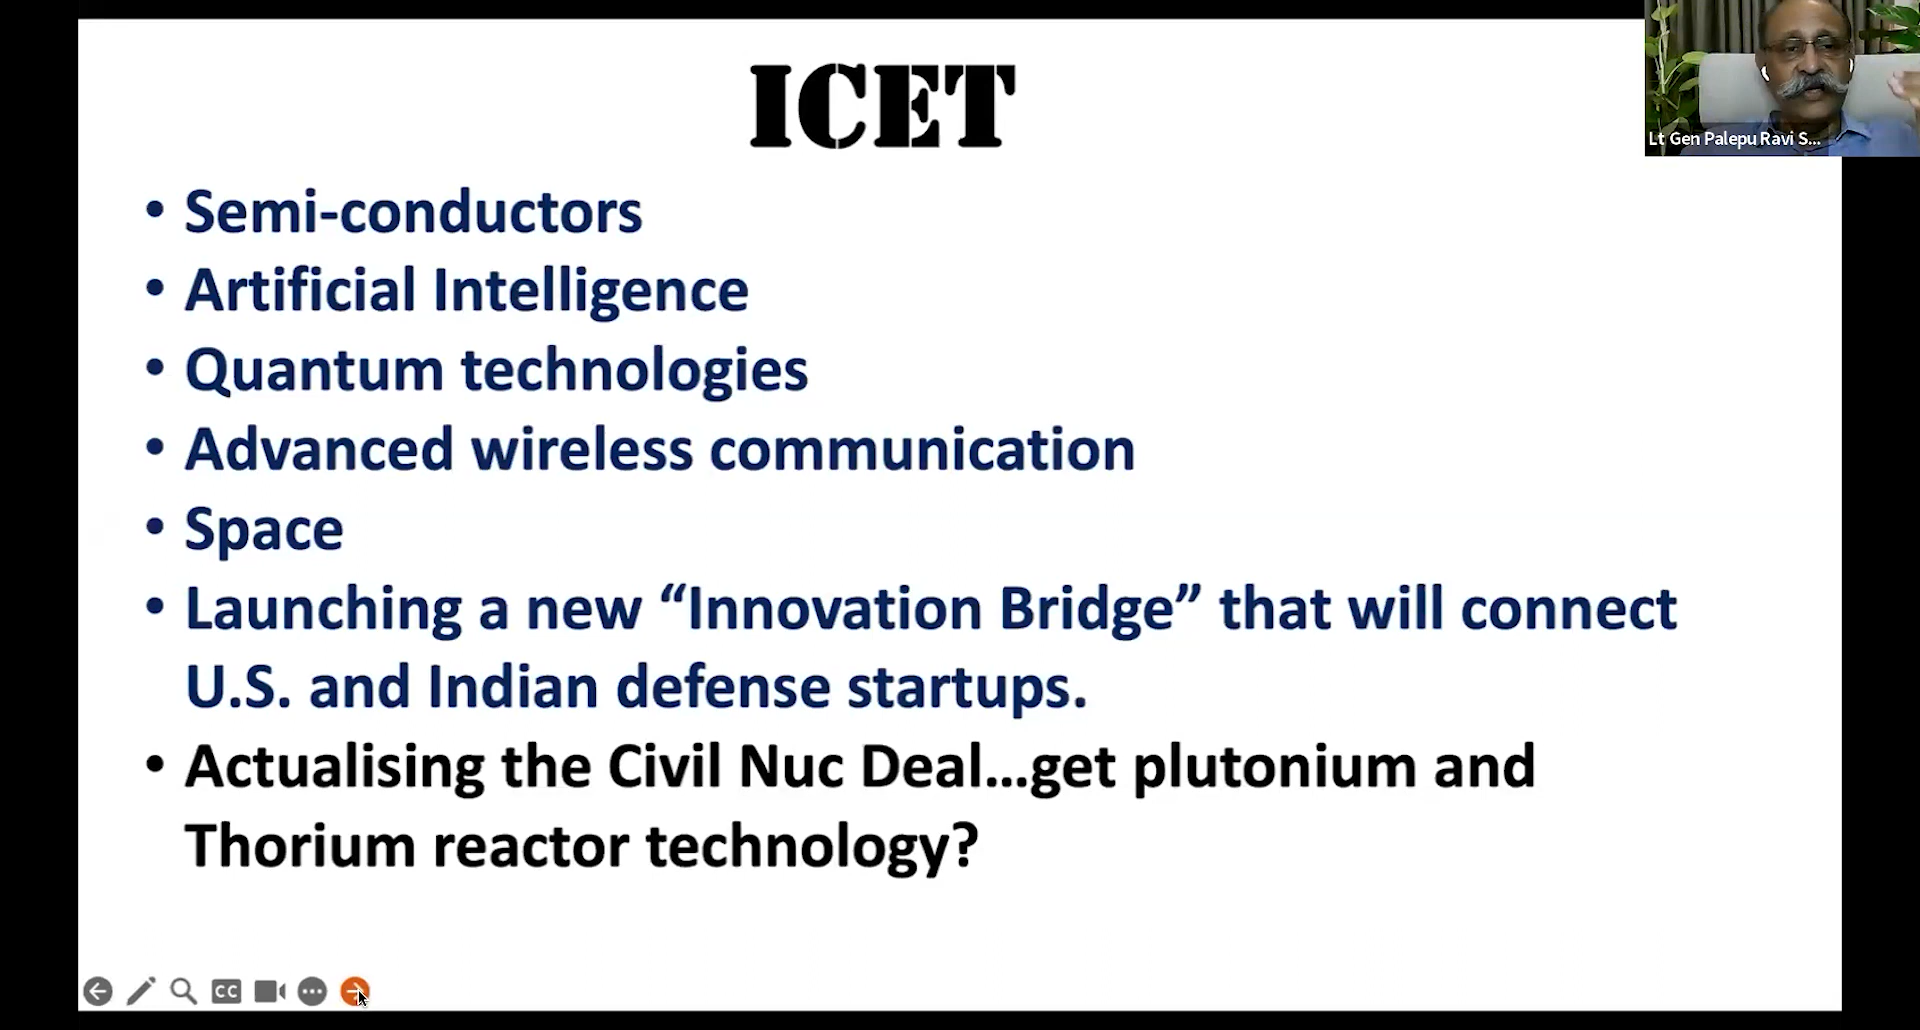 ICET
Lt Gen Palepu Ravi S...
• Semi-conductors
• Artificial Intelligence
• Quantum technologies
• Advanced wireless communication
• Space
• Launching a new “Innovation Bridge” that will connect
U.S. and Indian defense startups.
• Actualising the Civil Nuc Deal...get plutonium and
Thorium reactor technology?
CC